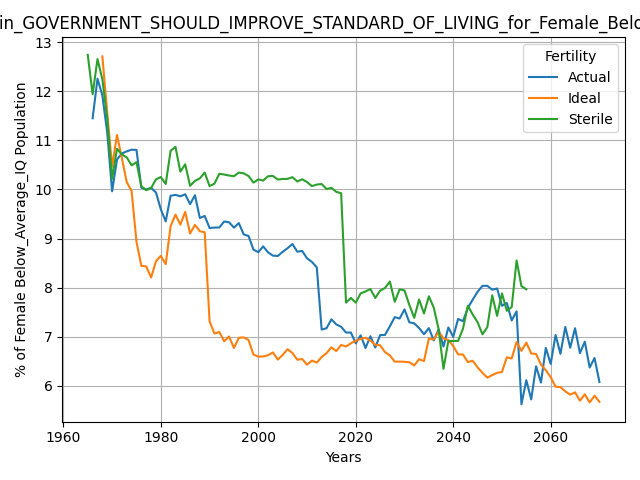 in_GOVERNMENT_SHOULD_IMPROVE_STANDARD_OF_LIVING_for_Female_Belo
% of Female Below_Average_IQ Population
13
12
11
10
9
8
7
6
Fertility
Actual
Ideal
Sterile
1960
1980
2000
2020
2040
2060
Years